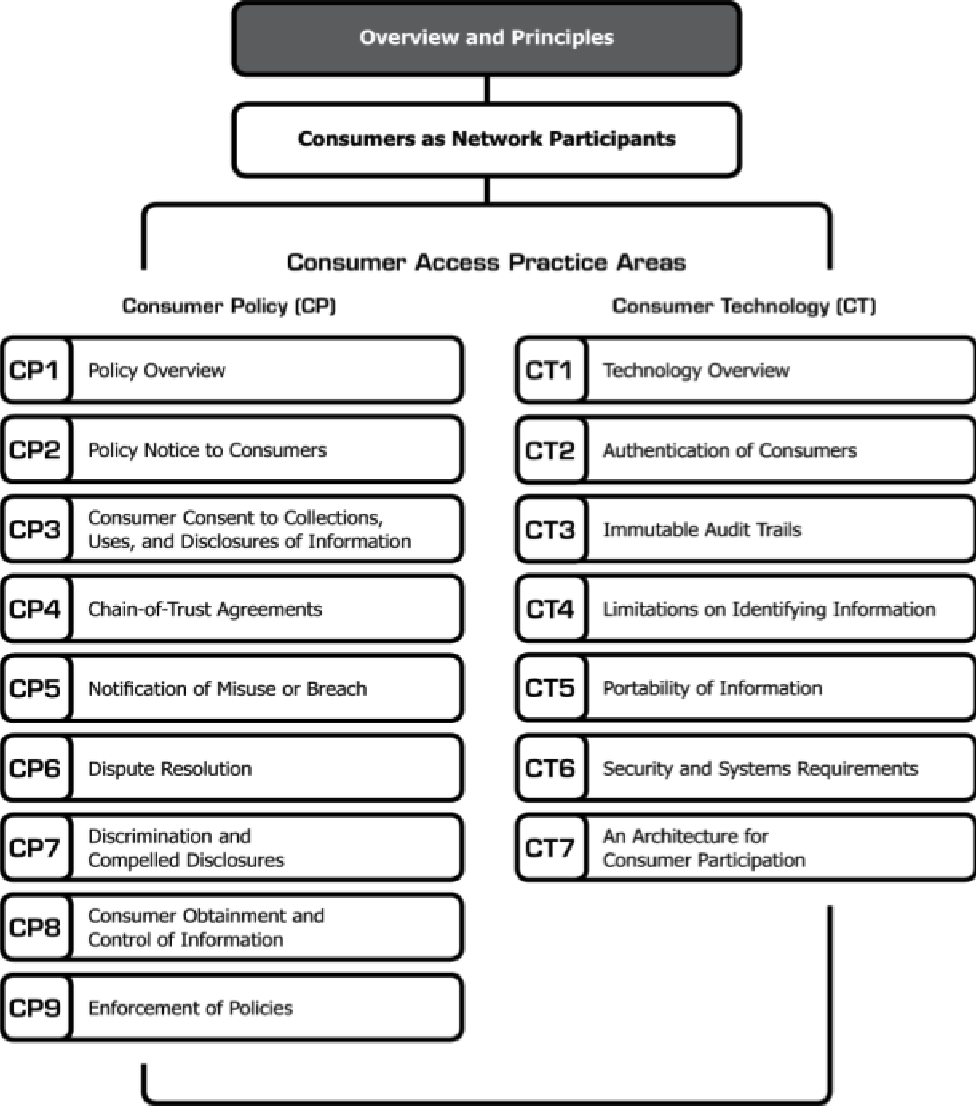 Overview and Principles
Consumers as Network Participants
Consumer Access Practice Areas
Consumer Policy (CP)
CP1 Policy Overview
CP2 Policy Notice to Consumers
CP3 Consumer Consent to Collections,
Uses, and Disclosures of Information
CP4 Chain-of-Trust Agreements
CP5 Notification of Misuse or Breach
CP6 Dispute Resolution
CP7 Discrimination and
Compelled Disclosures
CP8 Consumer Obtainment and
Control of Information
CP9 Enforcement of Policies
Consumer Technology (CT)
CT1 Technology Overview
CT2 Authentication of Consumers
CT3 Immutable Audit Trails
CT4 Limitations on Identifying Information
CT5 Portability of Information
CT6 Security and Systems Requirements
CT7 An Architecture for
Consumer Participation